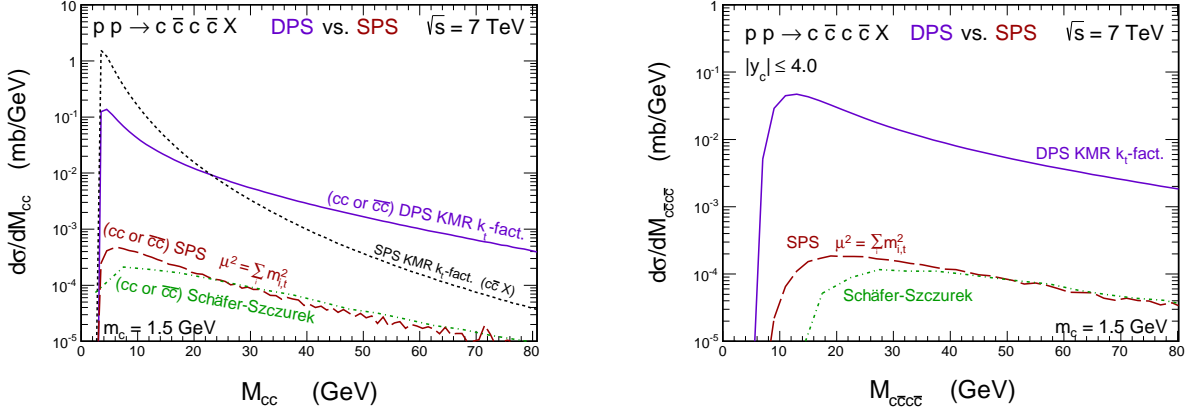 p p → c c̅ c c̅ X DPS vs. SPS √s = 7 TeV
dσ/dM_cc (mb/GeV)
10
1
10⁻¹
10⁻²
10⁻³
10⁻⁴
10⁻⁵
(cc or c̅c̅) DPS KMR k_t-fact.
SPS KMR k_t-fact. (cc̅ X)
(cc or c̅c̅) SPS μ² = ∑m²_{i,t}
(cc or c̅c̅) Schäfer-Szczurek
m_c = 1.5 GeV
0 10 20 30 40 50 60 70 80
M_cc (GeV)
p p → c c̅ c c̅ X DPS vs. SPS √s = 7 TeV
|y_c| ≤ 4.0
dσ/dM_cc̅cc̅ (mb/GeV)
1
10⁻¹
10⁻²
10⁻³
10⁻⁴
10⁻⁵
DPS KMR k_t-fact.
SPS μ² = ∑m²_{i,t}
Schäfer-Szczurek
m_c = 1.5 GeV
0 10 20 30 40 50 60 70 80
M_cc̅cc̅ (GeV)